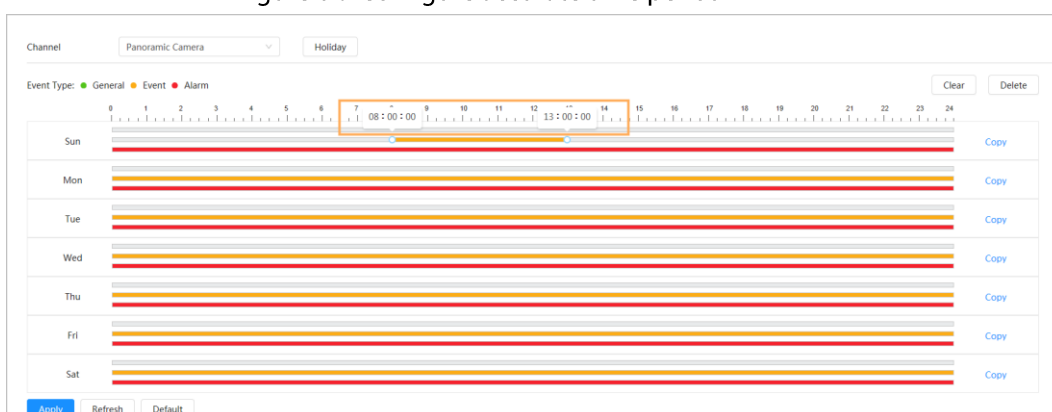 Channel Panoramic Camera Holiday
Event Type: General Event Alarm Clear Delete
0 1 2 3 4 5 6 7 9 10 11 12 14 15 16 17 18 19 20 21 22 23 24
08:00:00 13:00:00
Sun Copy
Mon Copy
Tue Copy
Wed Copy
Thu Copy
Fri Copy
Sat Copy
Apply Refresh Default